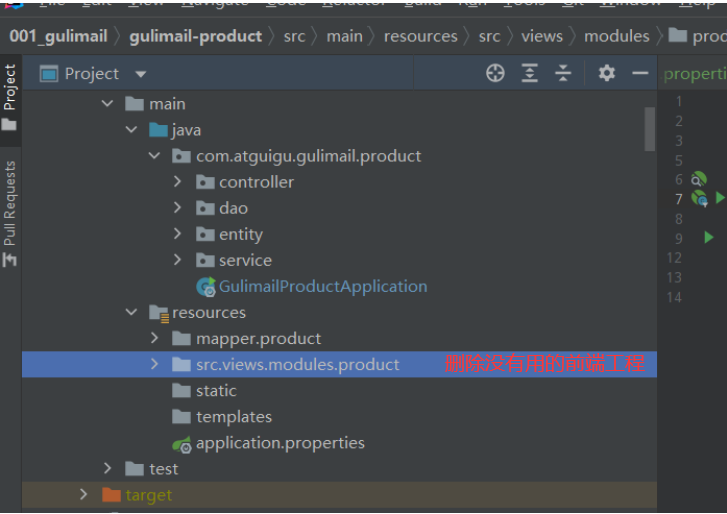 File Edit View Navigate Code Refactor Build Run Tools Git Window Help
001_gulimail 〉 gulimail-product 〉 src 〉 main 〉 resources 〉 src 〉 views 〉 modules 〉 prod
Project
Project
properti
main
java
com.atguigu.gulimail.product
controller
dao
entity
service
GulimailProductApplication
resources
mapper.product
src.views.modules.product 删除没有用的前端工程
static
templates
application.properties
test
target
Pull Requests
1
2
3
5
6
7
8
9
12
13
14